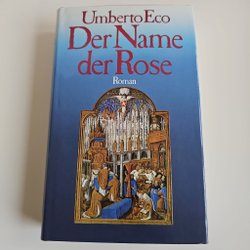 Umberto Eco
Der Name
der Rose
Roman